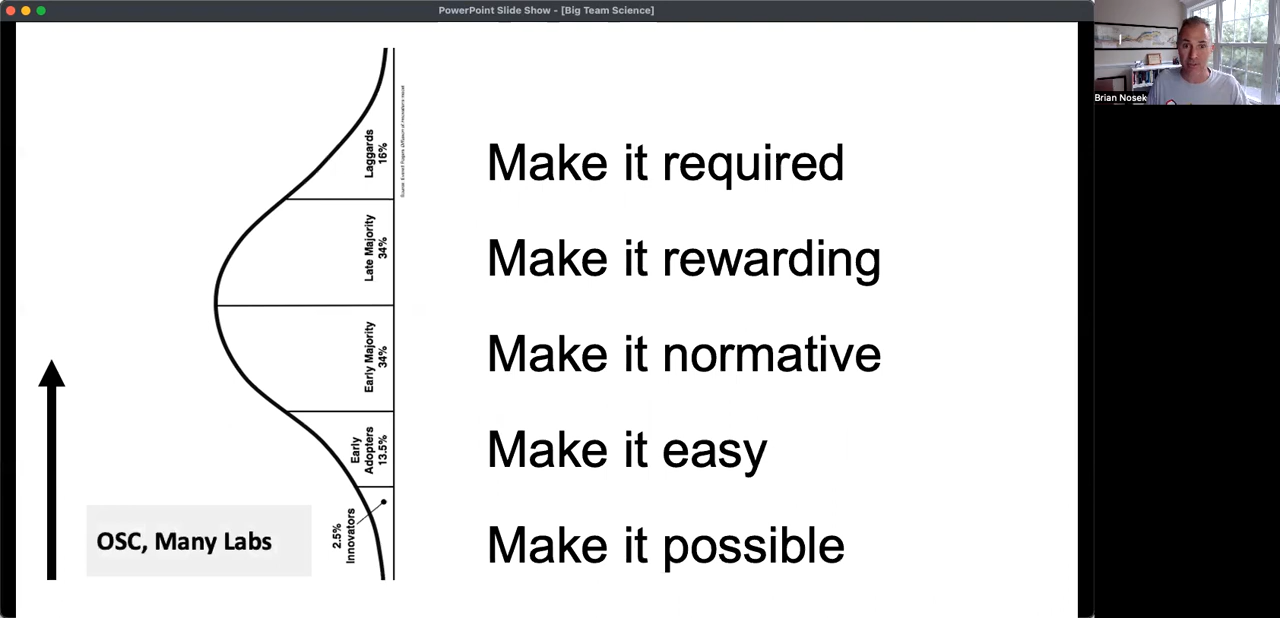 PowerPoint Slide Show - [Big Team Science]
Brian Nosek
Laggards
16%
Make it required
Late Majority
34%
Make it rewarding
Early Majority
34%
Make it normative
Early
Adopters
13.5%
Make it easy
2.5%
Innovators
OSC, Many Labs
Make it possible